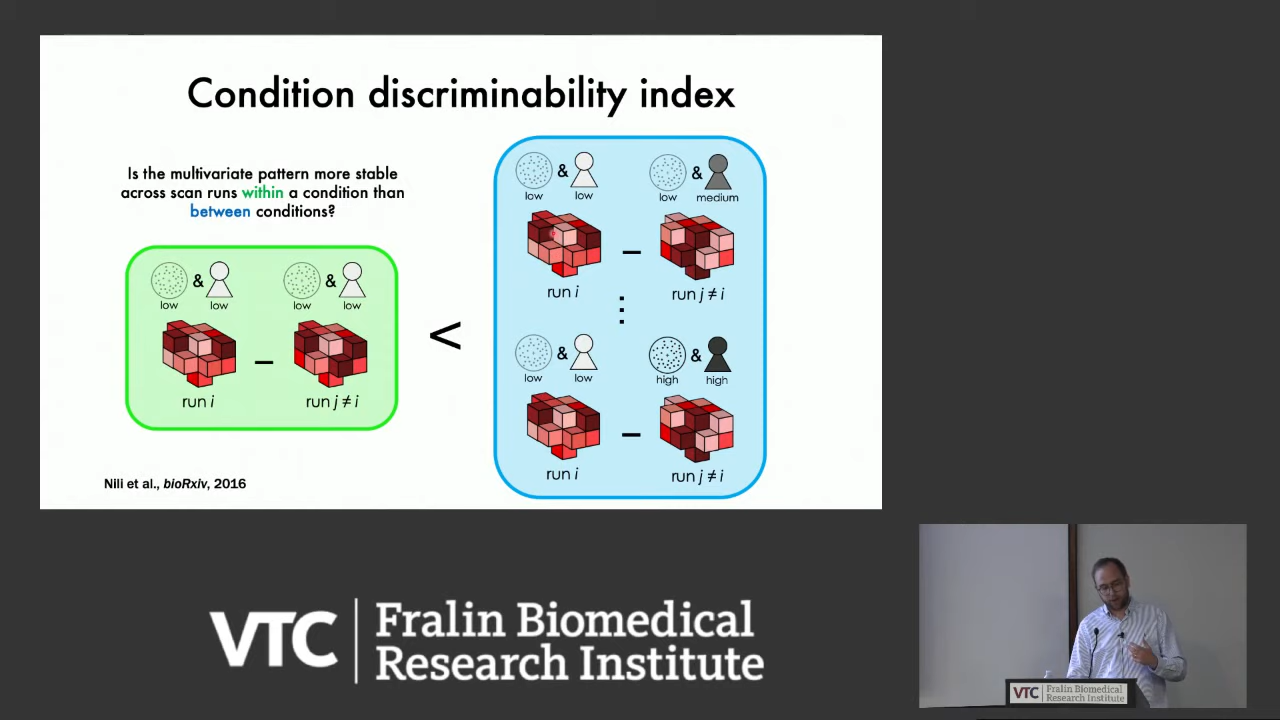 Condition discriminability index
Is the multivariate pattern more stable
across scan runs within a condition than
between conditions?
low & low
low & low
–
run i
run j ≠ i
<
low & low
low & medium
–
run i
run j ≠ i
⋮
low & low
high & high
–
run i
run j ≠ i
Nili et al., bioRxiv, 2016
VTC
Fralin Biomedical
Research Institute
VTC
Fralin Biomedical
Research Institute